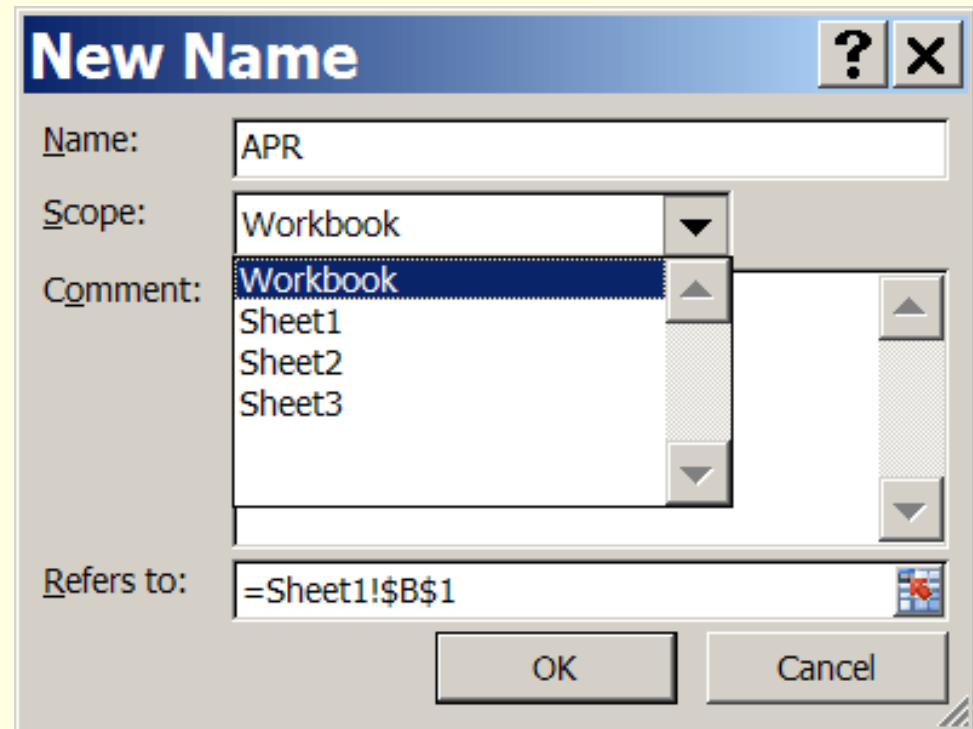 New Name
? X
Name: APR
Scope: Workbook
Workbook
Comment:
Sheet1
Sheet2
Sheet3
Refers to: =Sheet1!$B$1
OK Cancel